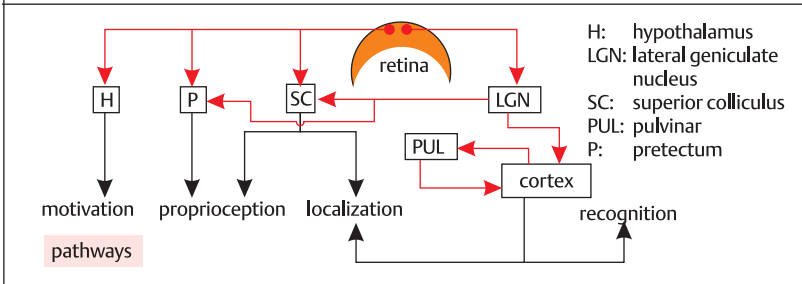 retina
H: hypothalamus
LGN: lateral geniculate
nucleus
SC: superior colliculus
PUL: pulvinar
P: pretectum
H
P
SC
LGN
PUL
cortex
motivation
proprioception
localization
recognition
pathways